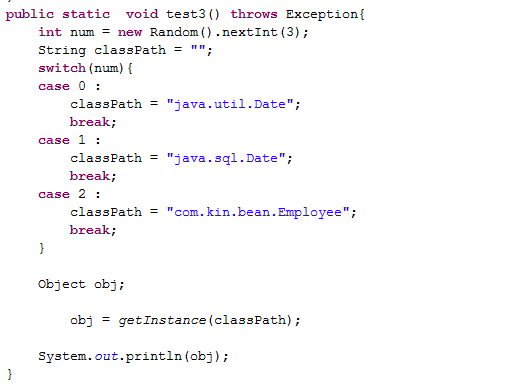 public static  void test3() throws Exception{
    int num = new Random().nextInt(3);
    String classPath = "";
    switch(num){
    case 0 :
        classPath = "java.util.Date";
        break;
    case 1 :
        classPath = "java.sql.Date";
        break;
    case 2 :
        classPath = "com.kin.bean.Employee";
        break;
    }
    Object obj;
        obj = getInstance(classPath);
    System.out.println(obj);
}